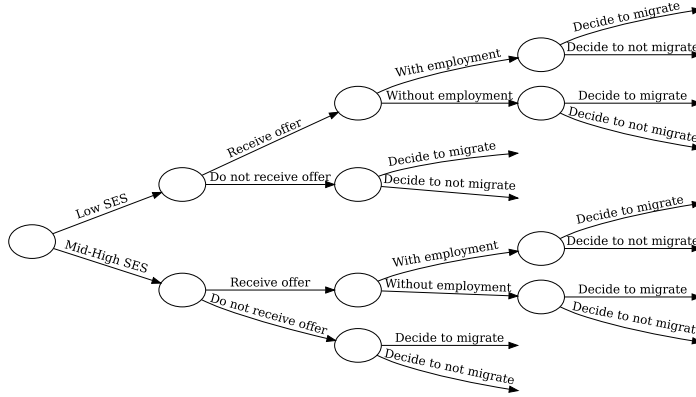 Decide to migrate
Decide to not migrate
With employment
Without employment
Decide to migrate
Decide to not migrate
Receive offer
Decide to migrate
Do not receive offer
Decide to not migrate
Low SES
Mid-High SES
Decide to migrate
Decide to not migrate
With employment
Receive offer
Without employment
Decide to migrate
Decide to not migrate
Do not receive offer
Decide to migrate
Decide to not migrate